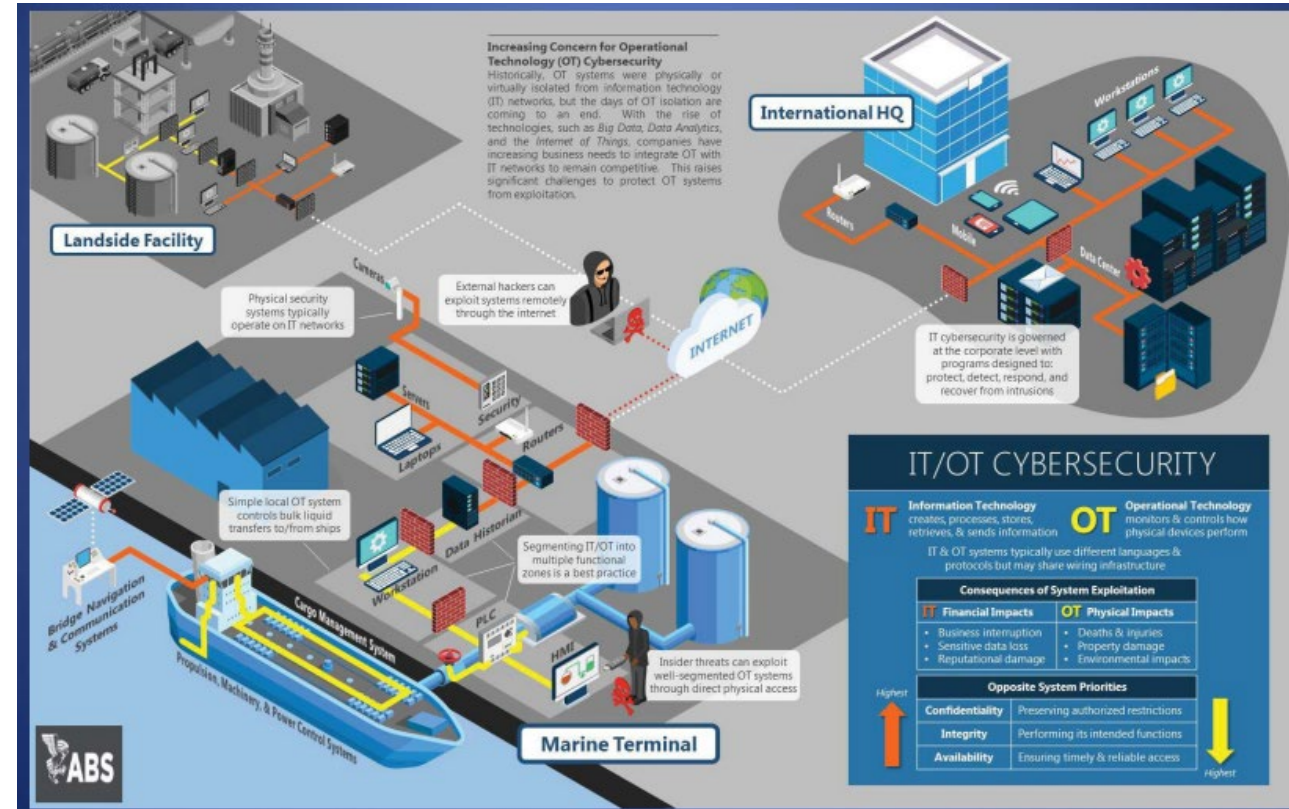 Increasing Concern for Operational
Technology (OT) Cybersecurity
Historically, OT systems were physically or
virtually isolated from information technology
(IT) networks, but the days of OT isolation are
coming to an end. With the rise of
technologies, such as Big Data, Data Analytics,
and the Internet of Things, companies have
increasing business needs to integrate OT with
IT networks to remain competitive. This raises
significant challenges to protect OT systems
from exploitation.
International HQ
Workstations
Routers
Mobile
Data Center
IT cybersecurity is governed
at the corporate level with
programs designed to:
protect, detect, respond, and
recover from intrusions
Landside Facility
Cameras
Physical security
systems typically
operate on IT networks
External hackers can
exploit systems remotely
through the internet
INTERNET
Servers
Security
Laptops
Routers
Simple local OT system
controls bulk liquid
transfers to/from ships
Data Historian
Segmenting IT/OT into
multiple functional
zones is a best practice
Workstation
PLC
HMI
Insider threats can exploit
well-segmented OT systems
through direct physical access
Bridge Navigation
& Communication
Systems
Cargo Management System
Propulsion, Machinery, & Power Control Systems
Marine Terminal
ABS
IT/OT CYBERSECURITY
IT Information Technology
creates, processes, stores,
retrieves, & sends information
OT Operational Technology
monitors & controls how
physical devices perform
IT & OT systems typically use different languages &
protocols but may share wiring infrastructure
Consequences of System Exploitation
IT Financial Impacts
• Business interruption
• Sensitive data loss
• Reputational damage
OT Physical Impacts
• Deaths & injuries
• Property damage
• Environmental impacts
Opposite System Priorities
Highest
Confidentiality Preserving authorized restrictions
Integrity Performing its intended functions
Availability Ensuring timely & reliable access
Highest